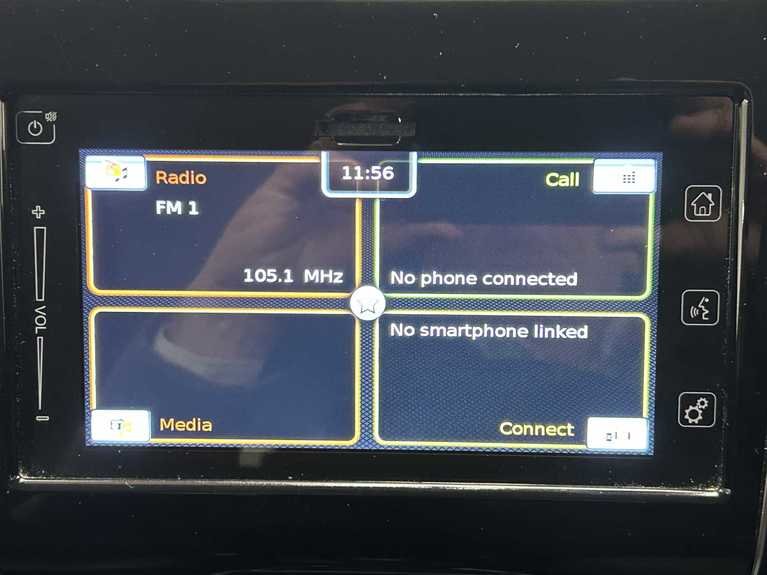 11:56
Radio
FM 1
105.1 MHz
Call
No phone connected
Media
No smartphone linked
Connect
VOL